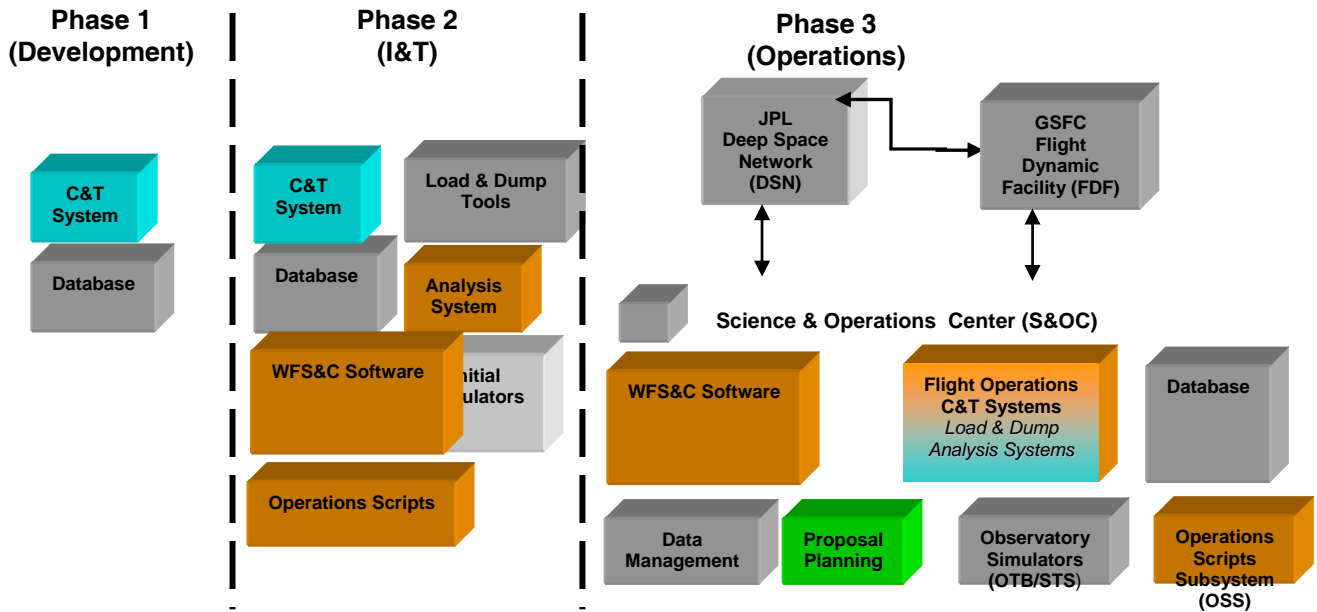 Phase 1
(Development)
Phase 2
(I&T)
Phase 3
(Operations)
C&T
System
Database
C&T
System
Load & Dump
Tools
Database
Analysis
System
WFS&C Software
Operations Scripts
JPL
Deep Space
Network
(DSN)
GSFC
Flight
Dynamic
Facility (FDF)
Science & Operations Center (S&OC)
WFS&C Software
Flight Operations
C&T Systems
Load & Dump
Analysis Systems
Database
Data
Management
Proposal
Planning
Observatory
Simulators
(OTB/STS)
Operations
Scripts
Subsystem
(OSS)